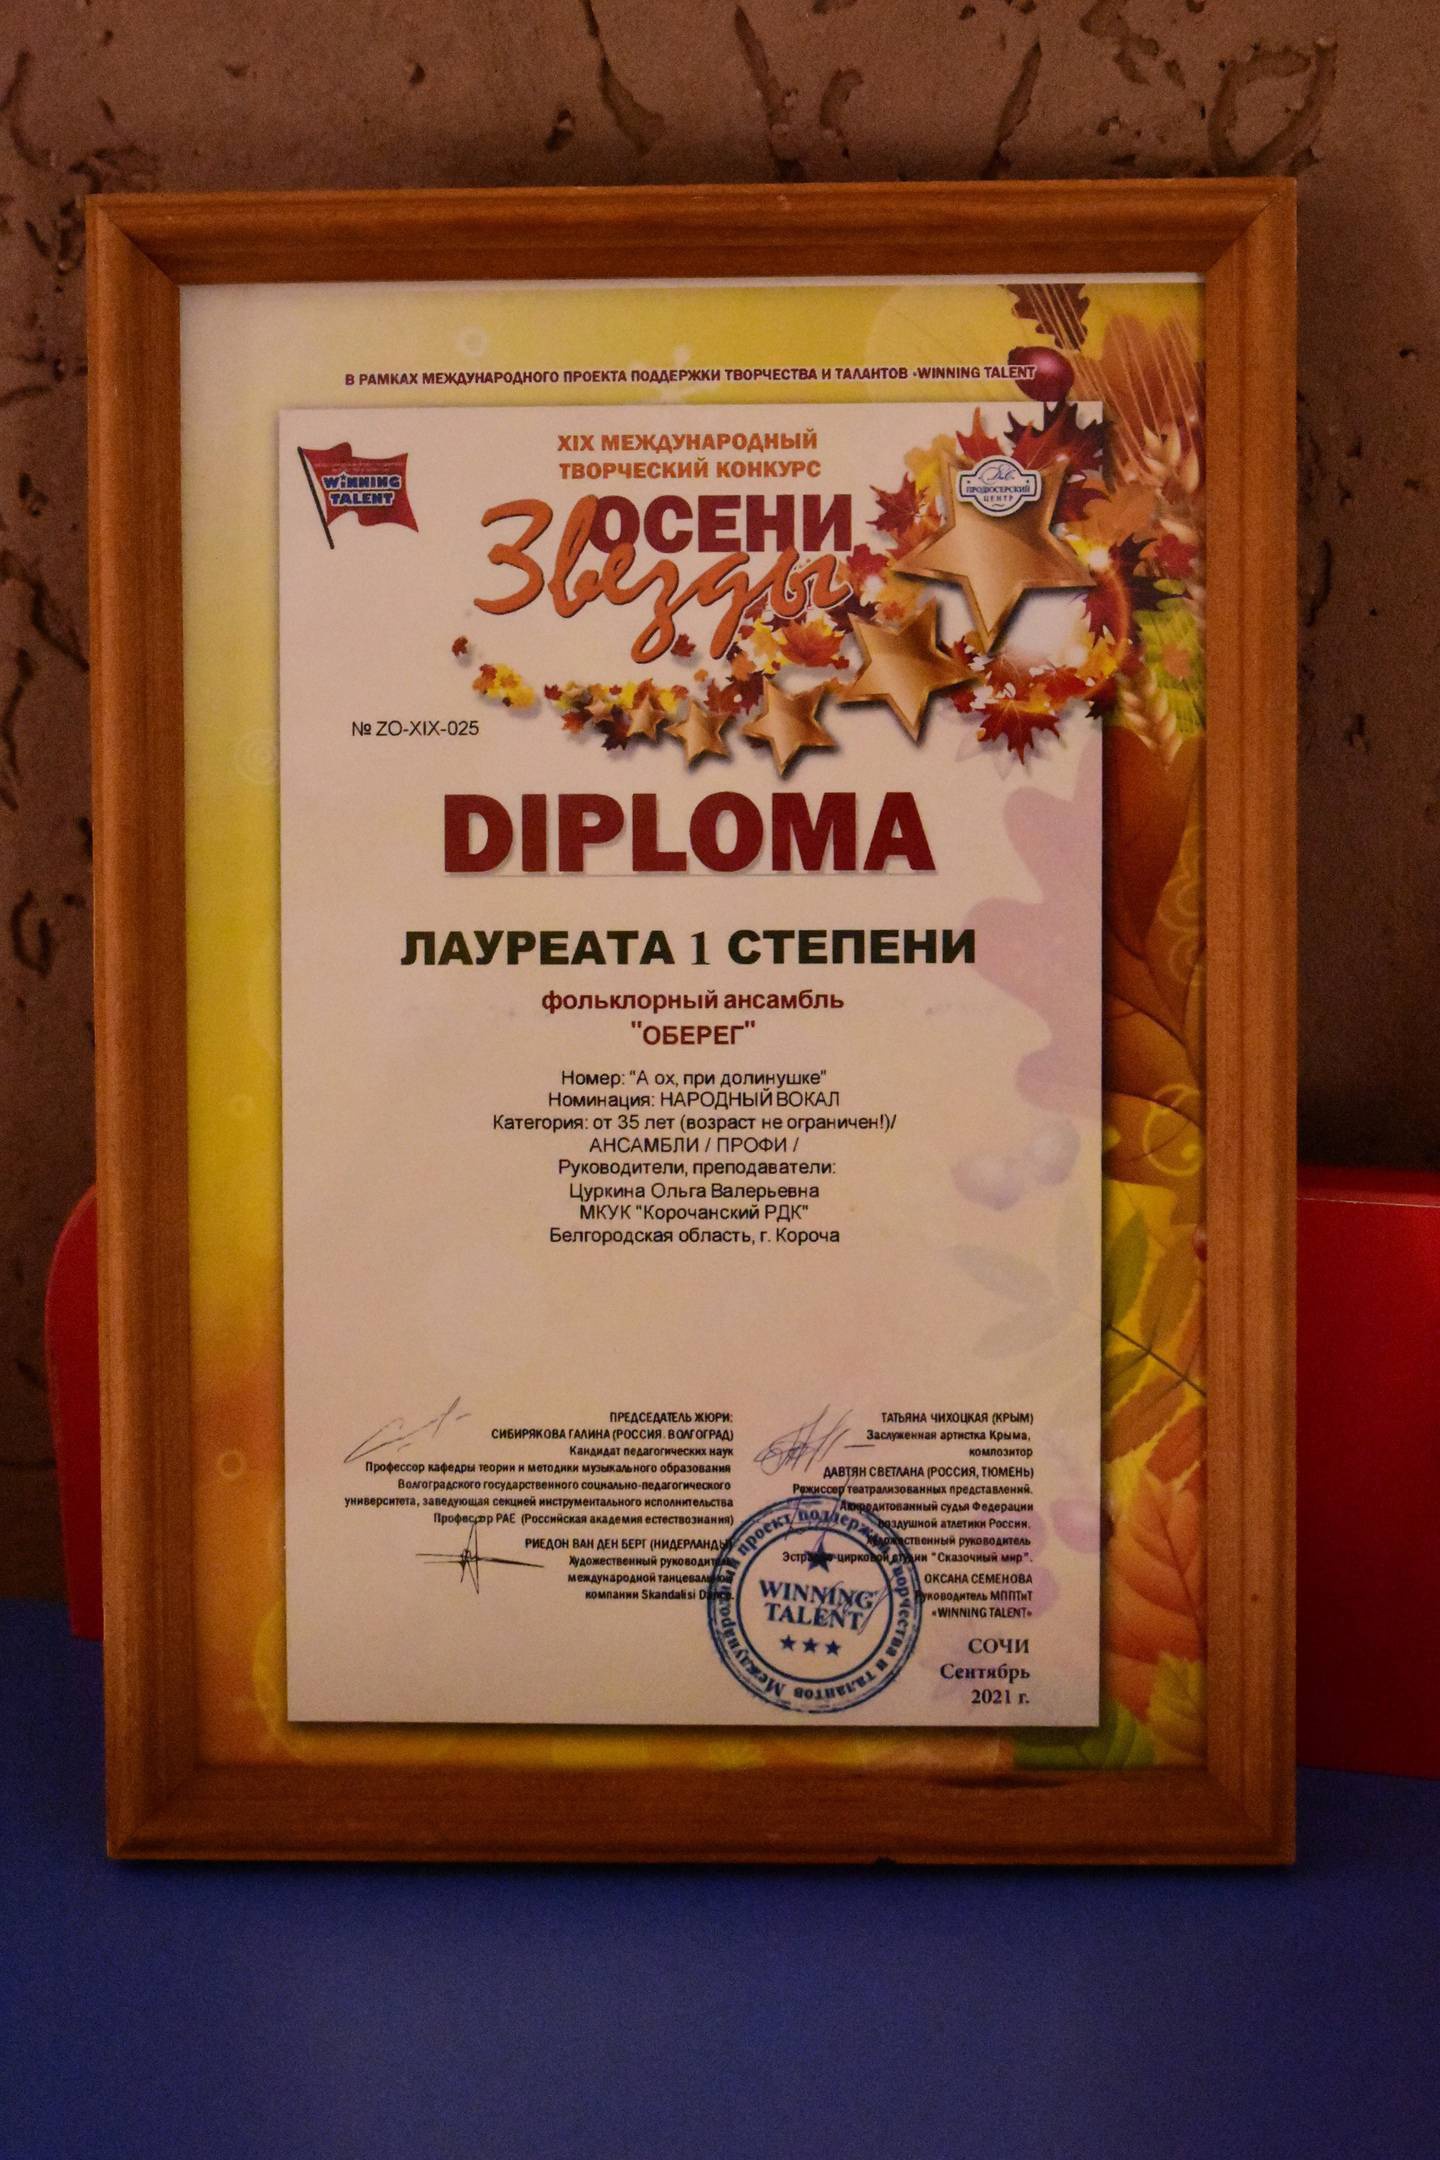 В РАМКАХ МЕЖДУНАРОДНОГО ПРОЕКТА ПОДДЕРЖКИ ТВОРЧЕСТВА И ТАЛАНТОВ «WINNING TALENT
WINNING
TALENT
XIX МЕЖДУНАРОДНЫЙ
ТВОРЧЕСКИЙ КОНКУРС
Звезды
ОСЕНИ
ПРОДЮСЕРСКИЙ
ЦЕНТР
№ ZO-XIX-025
DIPLOMA
ЛАУРЕАТА 1 СТЕПЕНИ
фольклорный ансамбль
"ОБЕРЕГ"
Номер: "А ох, при долинушке"
Номинация: НАРОДНЫЙ ВОКАЛ
Категория: от 35 лет (возраст не ограничен!)/
АНСАМБЛИ / ПРОФИ /
Руководители, преподаватели:
Цуркина Ольга Валерьевна
МКУК "Корочанский РДК"
Белгородская область, г. Короча
ПРЕДСЕДАТЕЛЬ ЖЮРИ:
СИБИРЯКОВА ГАЛИНА (РОССИЯ. ВОЛГОГРАД)
Кандидат педагогических наук
Профессор кафедры теории и методики музыкального образования
Волгоградского государственного социально-педагогического
университета, заведующая секцией инструментального исполнительства
Профессор РАЕ (Российская академия естествознания)
РИЕДОН ВАН ДЕН БЕРГ (НИДЕРЛАНДЫ)
Художественный руководитель
международной танцевальной
компании Skandalisi Dance.
ТАТЬЯНА ЧИХОЦКАЯ (КРЫМ)
Заслуженная артистка Крыма,
композитор
ДАВТЯН СВЕТЛАНА (РОССИЯ, ТЮМЕНЬ)
Режиссер театрализованных представлений.
Аккредитованный судья Федерации
воздушной атлетики России.
Художественный руководитель
Эстрадно-цирковой студии "Сказочный мир".
ОКСАНА СЕМЕНОВА
Руководитель МППТиТ
«WINNING TALENT»
Международный проект поддержки творчества и талантов
WINNING
TALENT
СОЧИ
Сентябрь
2021 г.